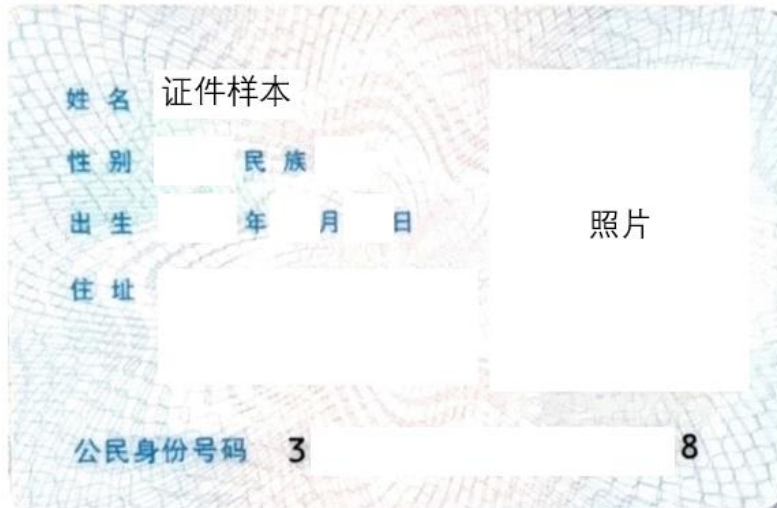 姓名 证件样本
性别 民族
出生 年 月 日
住址
照片
公民身份号码 3 8